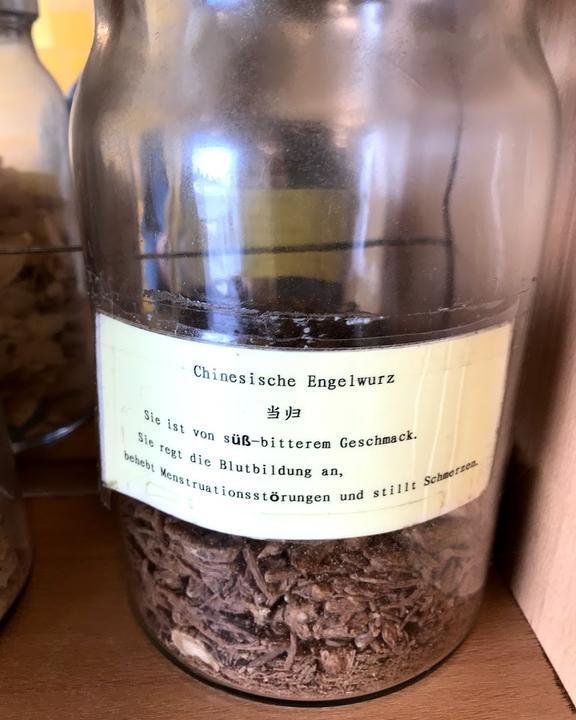 Chinesische Engelwurz
当归
Sie ist von süß-bitterem Geschmack.
Sie regt die Blutbildung an,
behebt Menstruationsstörungen und stillt Schmerzen.